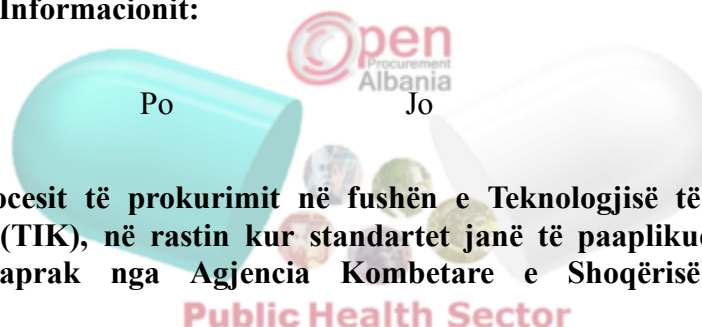 Informacionit:
Open
Procurement
Albania
Po Jo
ocesit të prokurimit në fushën e Teknologjisë të
(TIK), në rastin kur standartet janë të paapliku
aprak nga Agjencia Kombetare e Shoqërisë
Public Health Sector